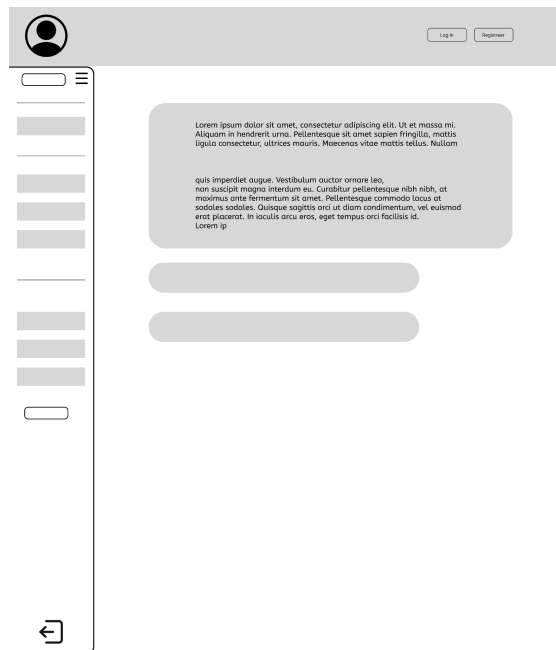 Log in
Registreer
Lorem ipsum dolor sit amet, consectetur adipiscing elit. Ut et massa mi.
Aliquam in hendrerit urna. Pellentesque sit amet sapien fringilla, mattis
ligula consectetur, ultrices mauris. Maecenas vitae mattis tellus. Nullam
quis imperdiet augue. Vestibulum auctor ornare leo,
non suscipit magna interdum eu. Curabitur pellentesque nibh nibh, at
maximus ante fermentum sit amet. Pellentesque commodo lacus at
sodales sodales. Quisque sagittis orci ut diam condimentum, vel euismod
erat placerat. In iaculis arcu eros, eget tempus orci facilisis id.
Lorem ip